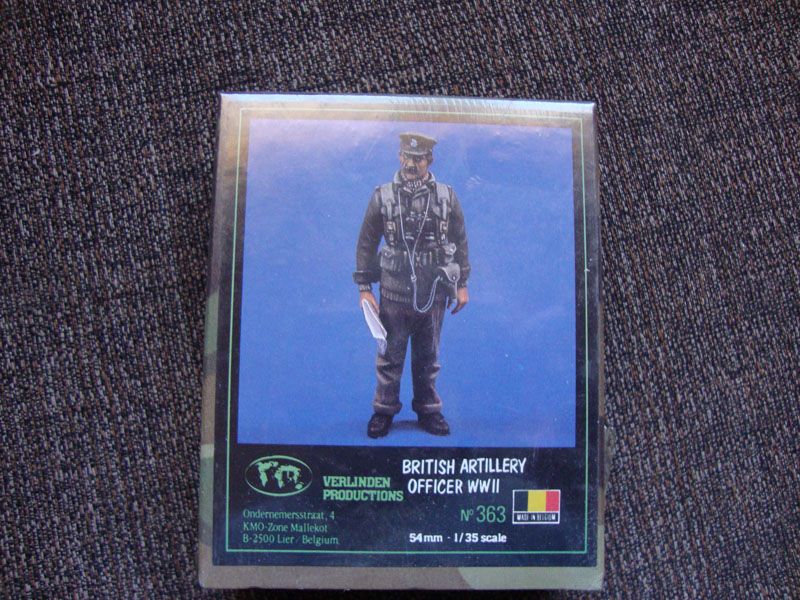 BRITISH ARTILLERY
OFFICER WWII
VERLINDEN
PRODUCTIONS
Nº 363
MADE IN BELGIUM
Ondernemersstraat, 4
KMO-Zone Mallekot
B-2500 Lier / Belgium
54mm - 1/35 scale